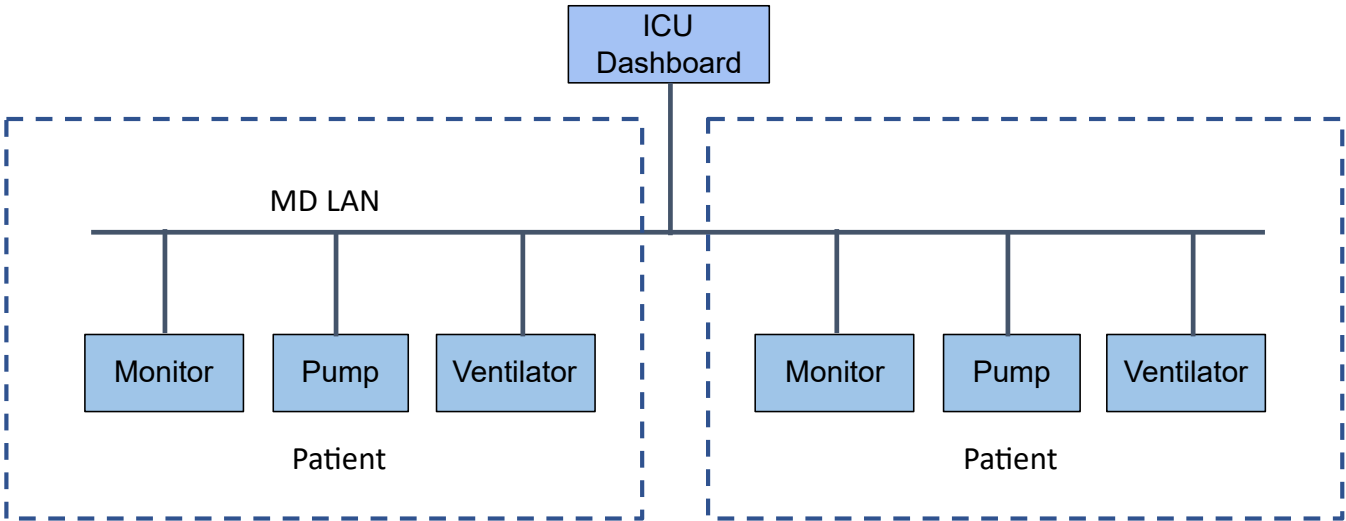 ICU
Dashboard
MD LAN
Monitor
Pump
Ventilator
Monitor
Pump
Ventilator
Patient
Patient